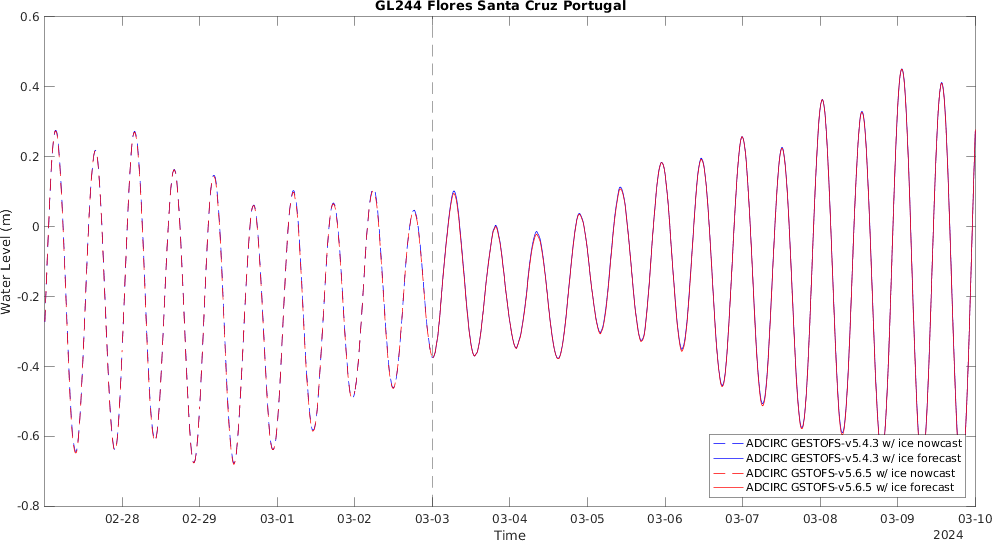 GL244 Flores Santa Cruz Portugal
0.6
0.4
0.2
0
-0.2
-0.4
-0.6
-0.8
Water Level (m)
ADCIRC GESTOFS-v5.4.3 w/ ice nowcast
ADCIRC GESTOFS-v5.4.3 w/ ice forecast
ADCIRC GSTOFS-v5.6.5 w/ ice nowcast
ADCIRC GSTOFS-v5.6.5 w/ ice forecast
02-28 02-29 03-01 03-02 03-03 03-04 03-05 03-06 03-07 03-08 03-09 03-10
Time
2024